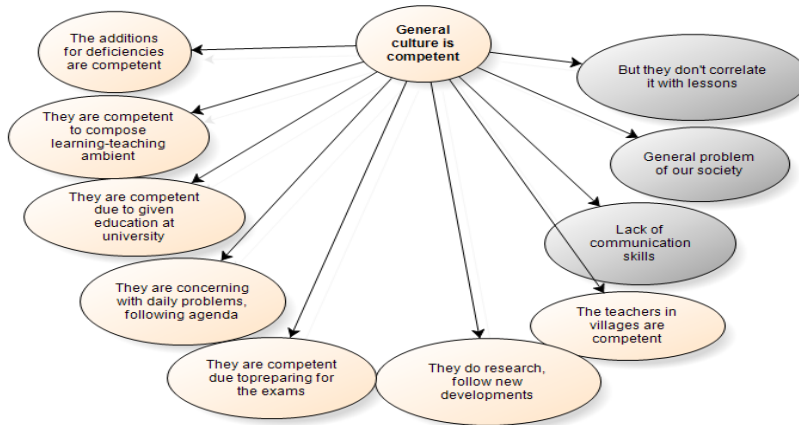 General
culture is
competent
The additions
for deficiencies
are competent
They are competent
to compose
learning-teaching
ambient
They are competent
due to given
education at
university
They are concerning
with daily problems,
following agenda
They are competent
due topreparing for
the exams
They do research,
follow new
developments
The teachers in
villages are
competent
Lack of
communication
skills
General problem
of our society
But they don't correlate
it with lessons